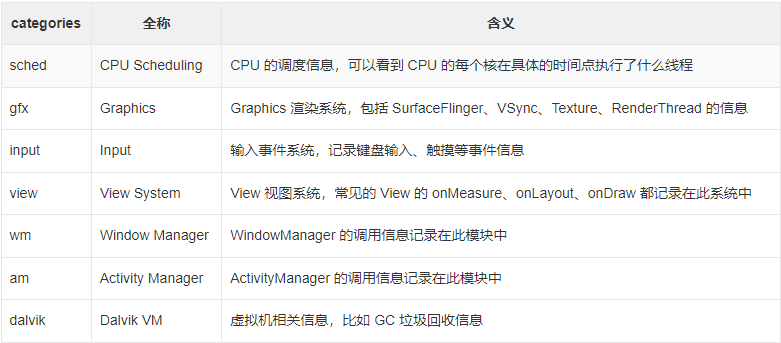 categories 全称 含义
sched CPU Scheduling CPU 的调度信息，可以看到 CPU 的每个核在具体的时间点执行了什么线程
gfx Graphics Graphics 渲染系统，包括 SurfaceFlinger、VSync、Texture、RenderThread 的信息
input Input 输入事件系统，记录键盘输入、触摸等事件信息
view View System View 视图系统，常见的 View 的 onMeasure、onLayout、onDraw 都记录在此系统中
wm Window Manager WindowManager 的调用信息记录在此模块中
am Activity Manager ActivityManager 的调用信息记录在此模块中
dalvik Dalvik VM 虚拟机相关信息，比如 GC 垃圾回收信息